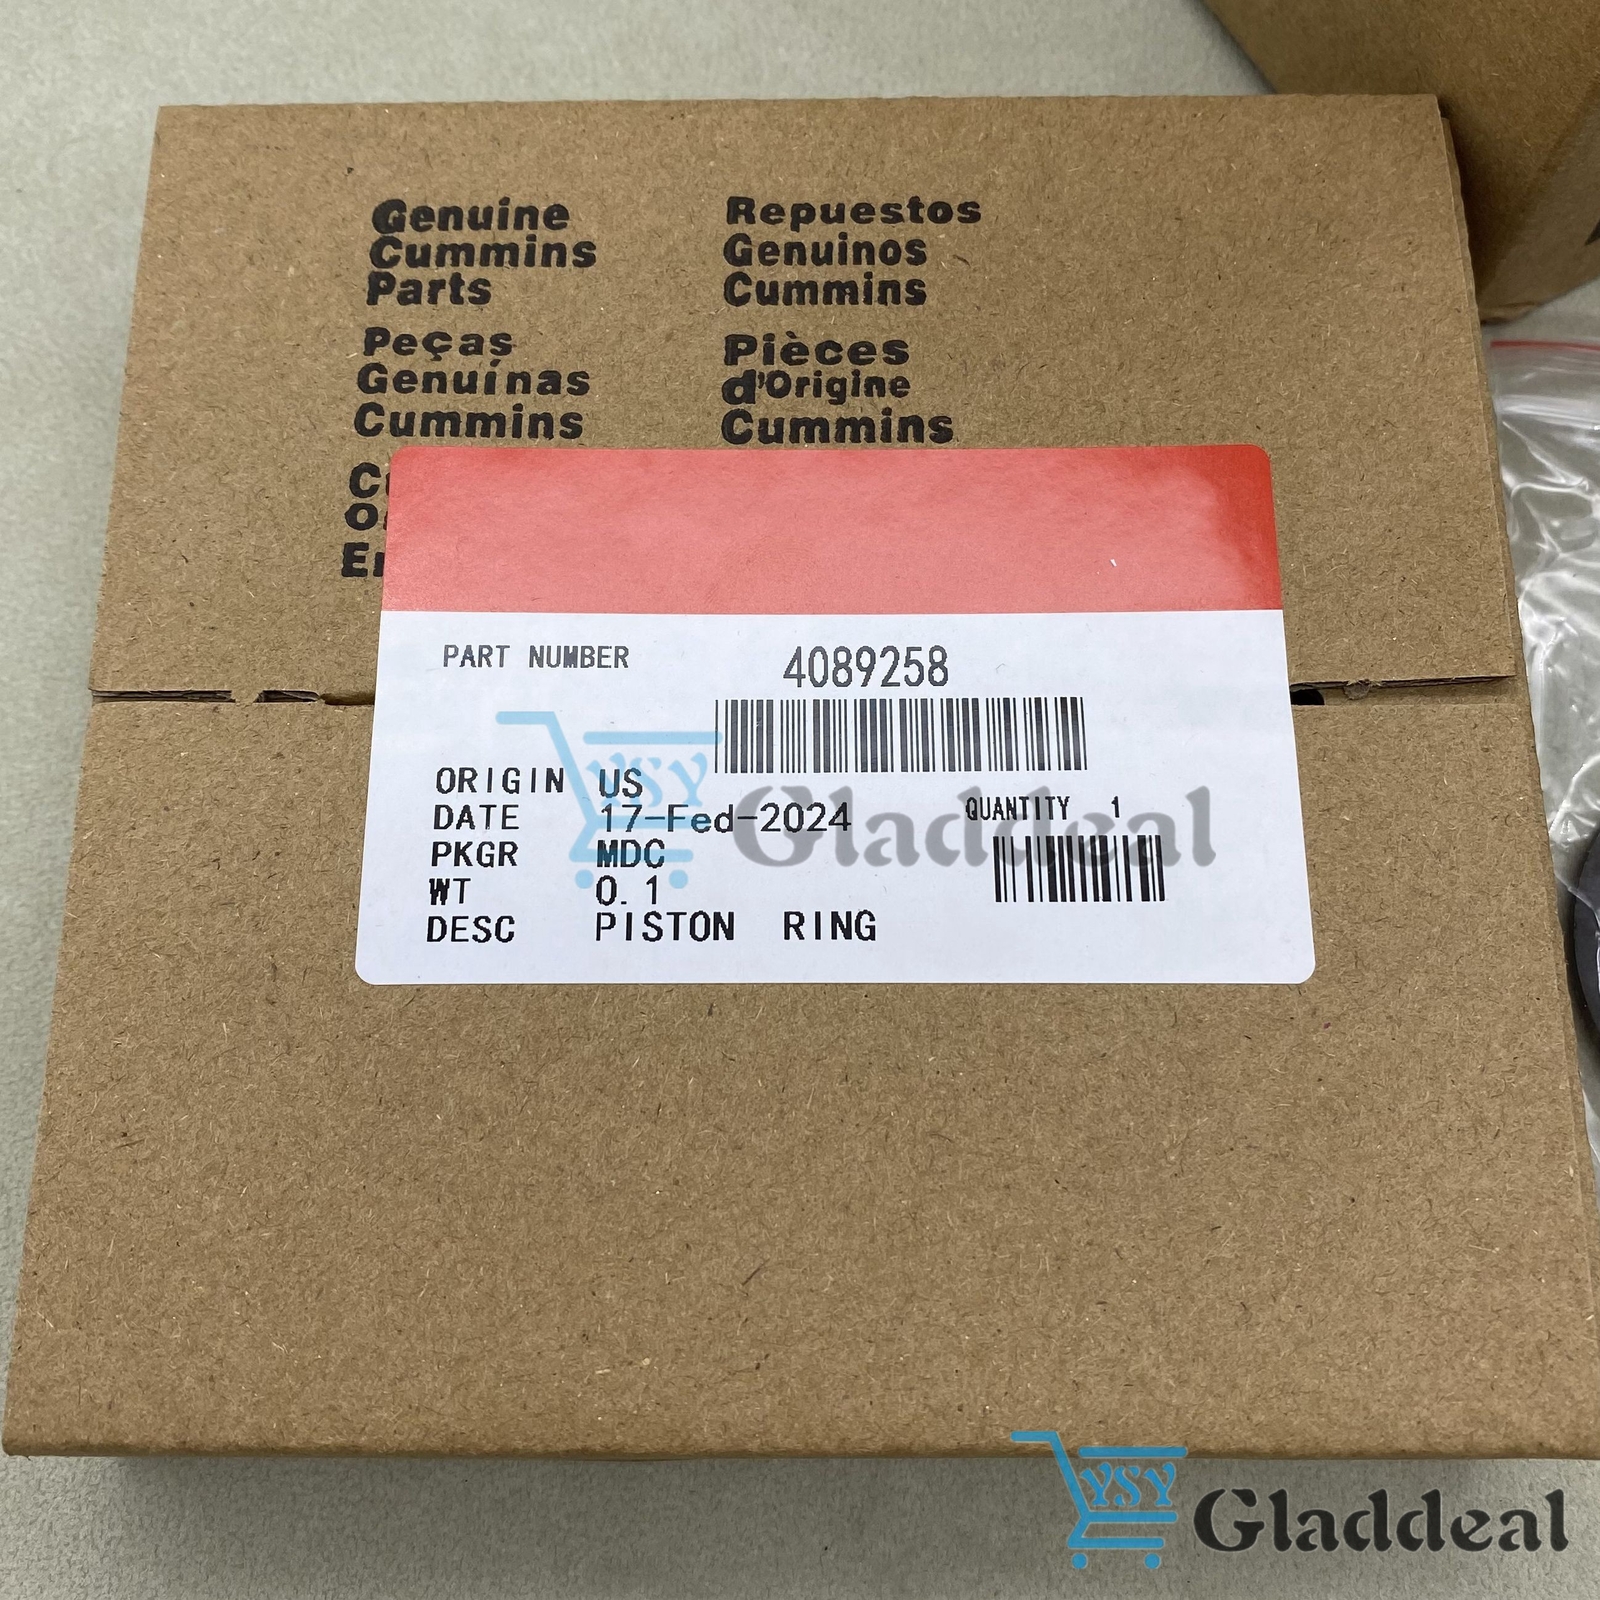 Genuine
Cummins
Parts
Repuestos
Genuinos
Cummins
Peças
Genuínas
Cummins
Pièces
d'Origine
Cummins
PART NUMBER 4089258
ORIGIN US
DATE 17-Fed-2024
QUANTITY 1
PKGR MDC
WT 0.1
DESC PISTON RING
YSY Gladdeal
YSY Gladdeal